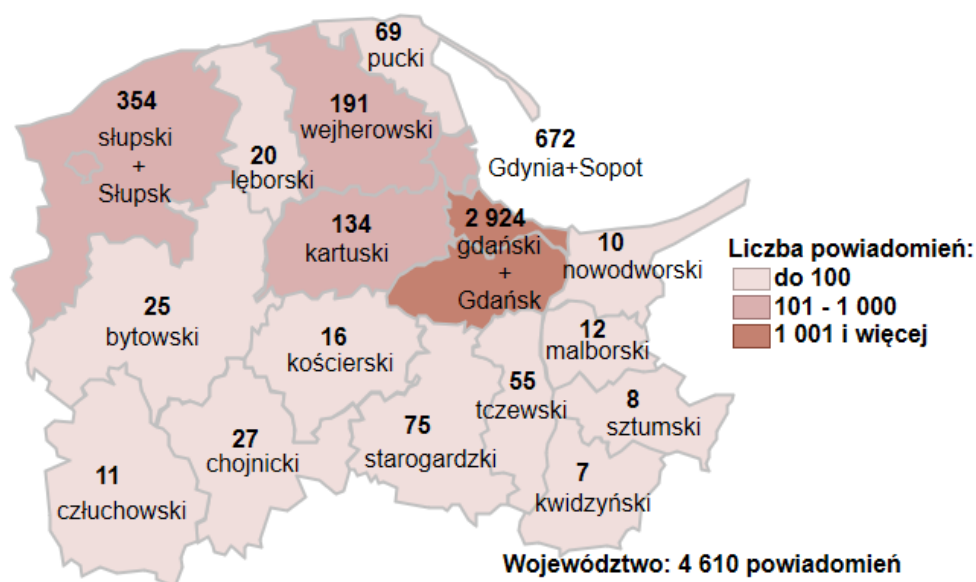 69
pucki
354
słupski
+
Słupsk
191
wejherowski
672
Gdynia+Sopot
20
lęborski
134
kartuski
2 924
gdański
+
Gdańsk
10
nowodworski
Liczba powiadomień:
do 100
101 - 1 000
1 001 i więcej
25
bytowski
16
kościerski
12
malborski
55
tczewski
8
sztumski
27
chojnicki
75
starogardzki
11
człuchowski
7
kwidzyński
Województwo: 4 610 powiadomień